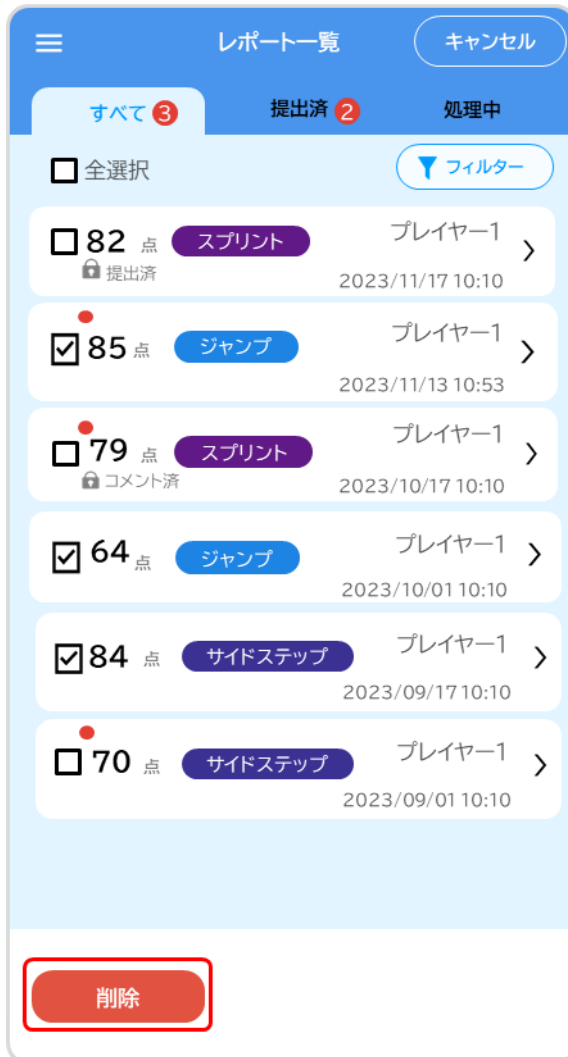 レポート一覧 キャンセル
すべて 3 提出済 2 処理中
全選択 フィルター
82 点 スプリント プレイヤー1
提出済 2023/11/17 10:10
85 点 ジャンプ プレイヤー1
2023/11/13 10:53
79 点 スプリント プレイヤー1
コメント済 2023/10/17 10:10
64 点 ジャンプ プレイヤー1
2023/10/01 10:10
84 点 サイドステップ プレイヤー1
2023/09/17 10:10
70 点 サイドステップ プレイヤー1
2023/09/01 10:10
削除